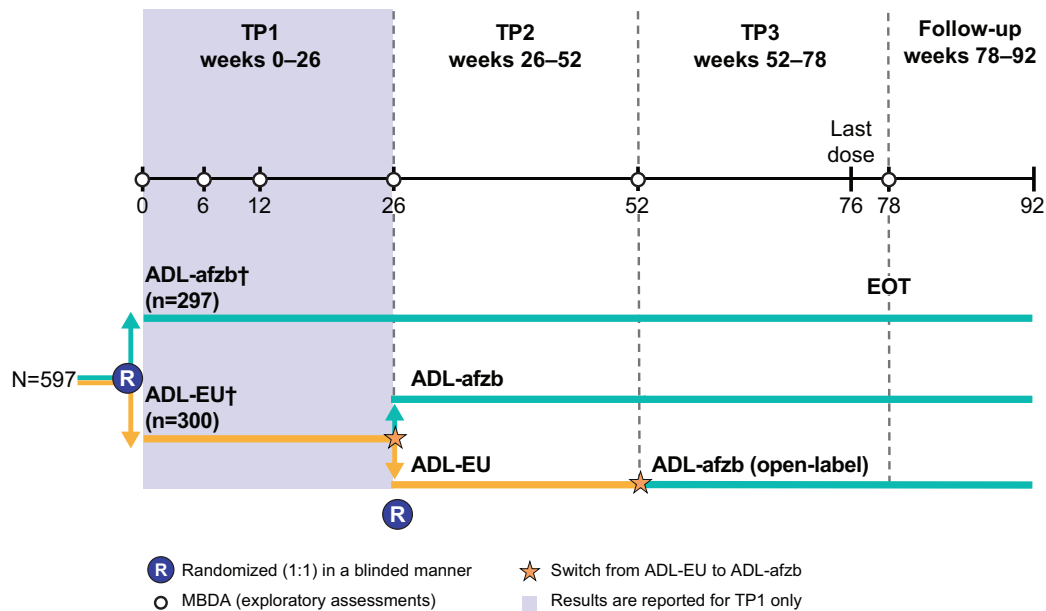 TP1
weeks 0–26
TP2
weeks 26–52
TP3
weeks 52–78
Follow-up
weeks 78–92
Last
dose
0
6
12
26
52
76
78
92
ADL-afzb†
(n=297)
EOT
N=597
R
ADL-EU†
(n=300)
ADL-afzb
ADL-EU
ADL-afzb (open-label)
R
R Randomized (1:1) in a blinded manner
Switch from ADL-EU to ADL-afzb
MBDA (exploratory assessments)
Results are reported for TP1 only